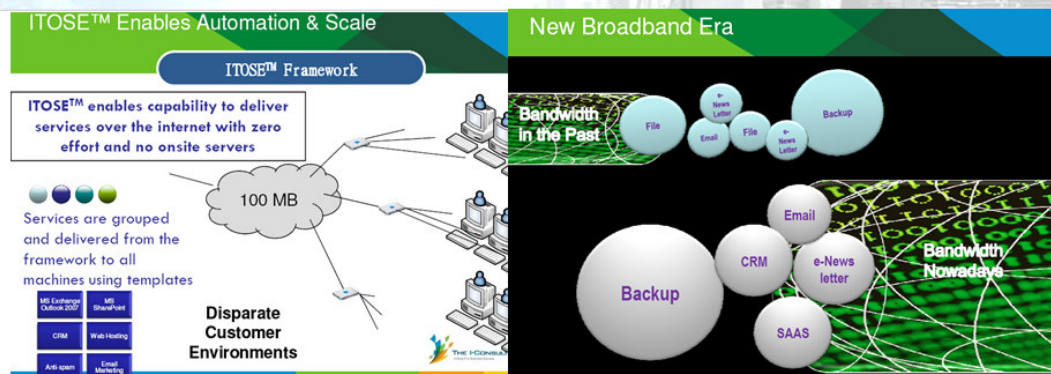 ITOSE™ Enables Automation & Scale
ITOSE™ Framework
ITOSE™ enables capability to deliver
services over the internet with zero
effort and no onsite servers
100 MB
Services are grouped
and delivered from the
framework to all
machines using templates
MS Exchange
Outlook 2007
MS
SharePoint
CRM
Web Hosting
Anti-spam
Email
Marketing
Disparate
Customer
Environments
THE I-CONSULT
New Broadband Era
Bandwidth
in the Past
File
e-
News
Letter
Email
File
e-
News
Letter
Backup
Email
CRM
e-News
letter
Backup
SAAS
Bandwidth
Nowadays